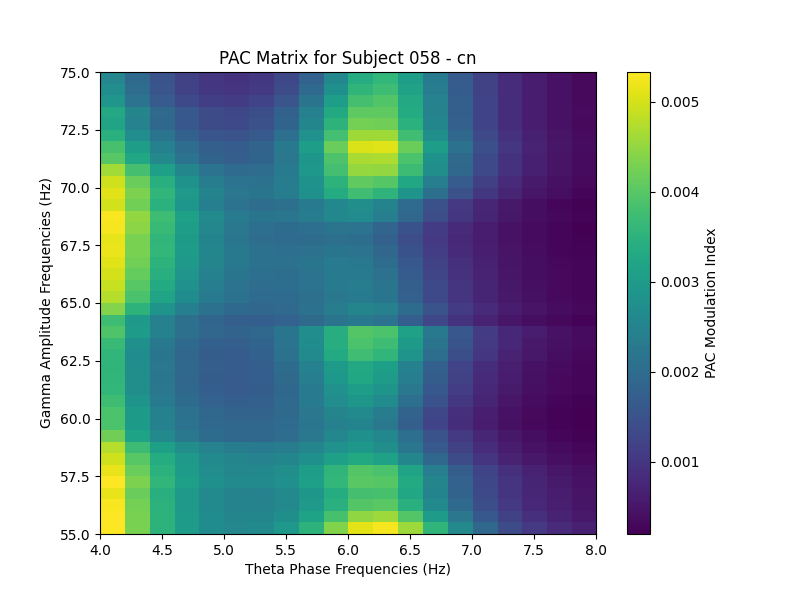 PAC Matrix for Subject 058 - cn
75.0
72.5
70.0
67.5
65.0
62.5
60.0
57.5
55.0
Gamma Amplitude Frequencies (Hz)
4.0 4.5 5.0 5.5 6.0 6.5 7.0 7.5 8.0
Theta Phase Frequencies (Hz)
0.005
0.004
0.003
0.002
0.001
PAC Modulation Index